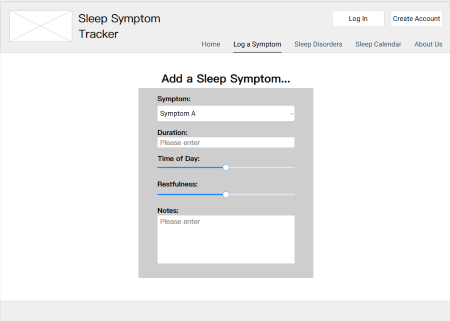 Sleep Symptom
Tracker
Log In
Create Account
Home
Log a Symptom
Sleep Disorders
Sleep Calendar
About Us
Add a Sleep Symptom...
Symptom:
Symptom A
Duration:
Please enter
Time of Day:
Restfulness:
Notes:
Please enter